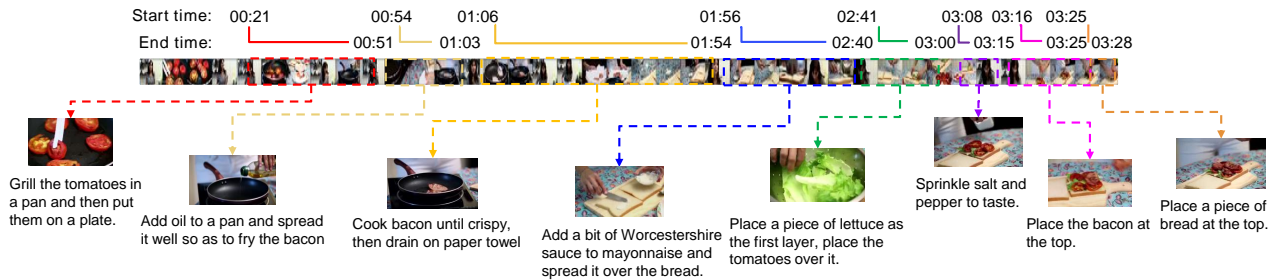 Start time: 00:21 00:54 01:06 01:56 02:41 03:08 03:16 03:25
End time: 00:51 01:03 01:54 02:40 03:00 03:15 03:25 03:28
Grill the tomatoes in
a pan and then put
them on a plate.
Add oil to a pan and spread
it well so as to fry the bacon
Cook bacon until crispy,
then drain on paper towel
Add a bit of Worcestershire
sauce to mayonnaise and
spread it over the bread.
Place a piece of lettuce as
the first layer, place the
tomatoes over it.
Sprinkle salt and
pepper to taste.
Place the bacon at
the top.
Place a piece of
bread at the top.